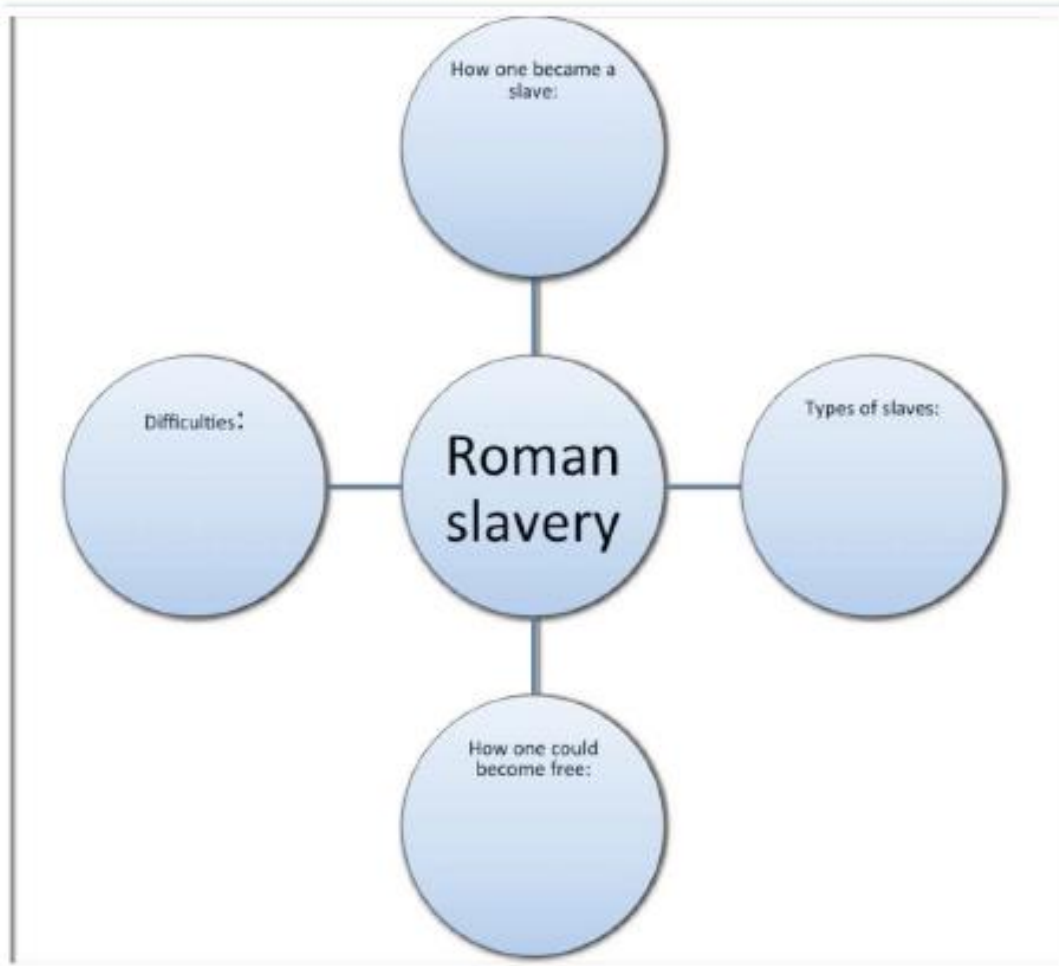 How one became a
slave:
Difficulties:
Roman
slavery
Types of slaves:
How one could
become free: